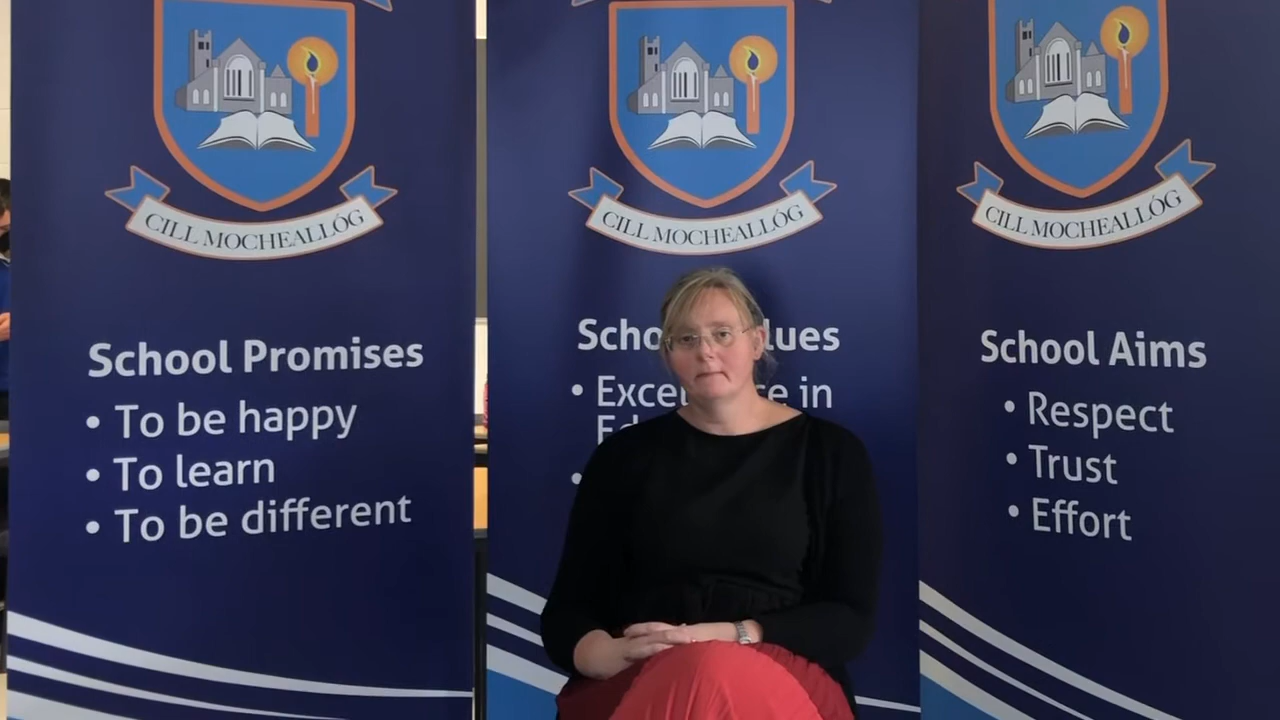 CILL MOCHEALLÓG
School Promises
• To be happy
• To learn
• To be different
CILL MOCHEALLÓG
• in
•
CILL MOCHEALLÓG
School Aims
• Respect
• Trust
• Effort